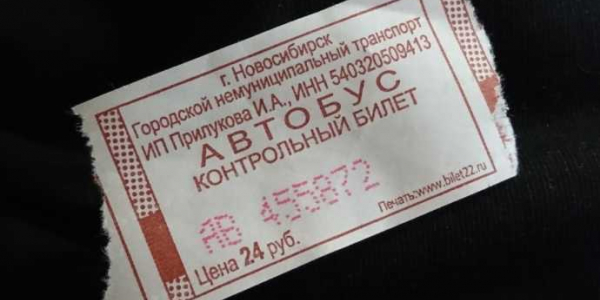 г. Новосибирск
Городской немуниципальный транспорт
ИП Прилукова И.А., ИНН 540320509413
АВТОБУС
КОНТРОЛЬНЫЙ БИЛЕТ
АВ 455872
Цена 24 руб.
Печать:www.bilet22.ru